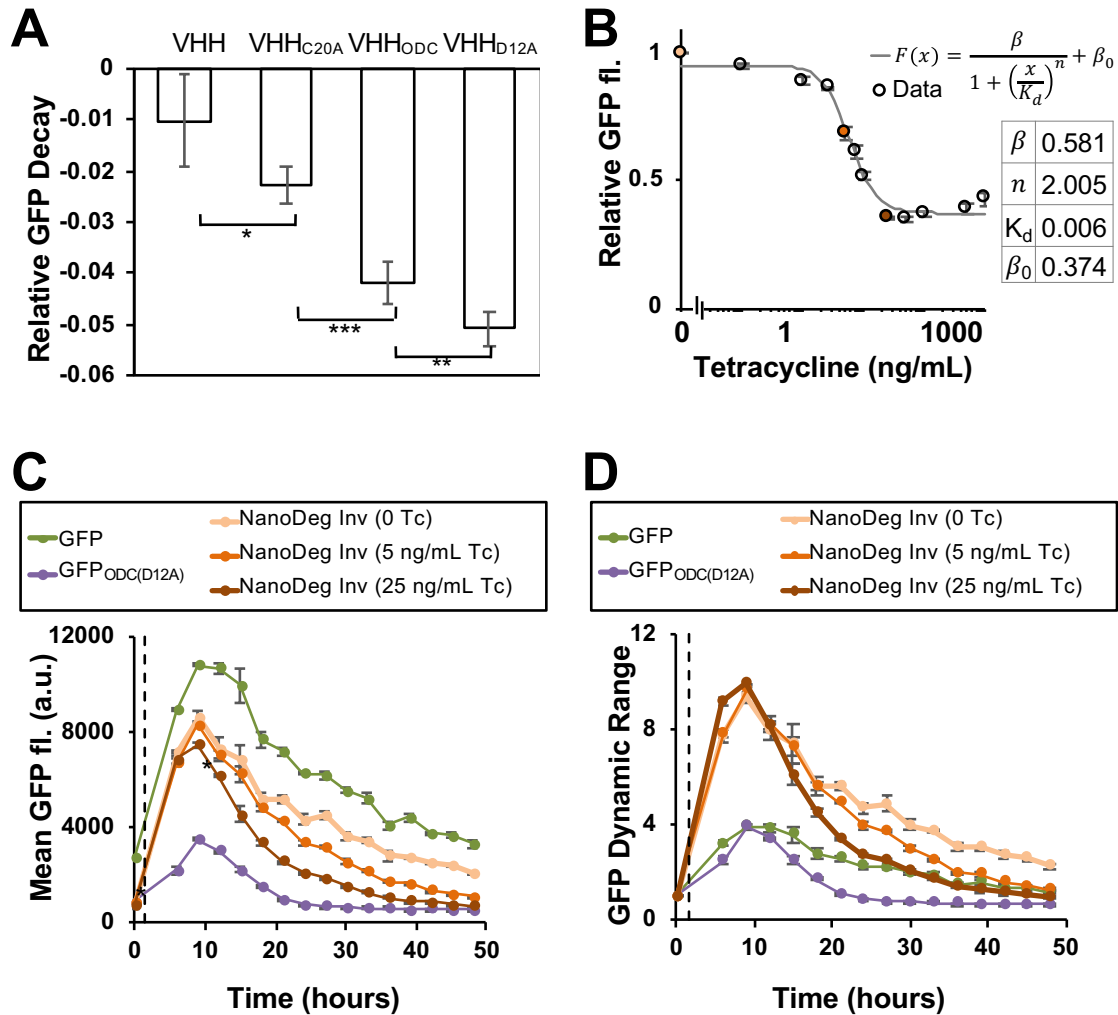 A
VHH VHHC20A VHHODC VHHD12A
0
-0.01
-0.02
-0.03
-0.04
-0.05
-0.06
Relative GFP Decay
*
***
**
B
1
0.5
0
Relative GFP fl.
0 1 1000
Tetracycline (ng/mL)
F(x) = β / (1 + (x/Kd)^n) + β0
Data
β 0.581
n 2.005
Kd 0.006
β0 0.374
C
GFP
GFPODC(D12A)
NanoDeg Inv (0 Tc)
NanoDeg Inv (5 ng/mL Tc)
NanoDeg Inv (25 ng/mL Tc)
12000
8000
4000
0
Mean GFP fl. (a.u.)
*
*
0 10 20 30 40 50
Time (hours)
D
GFP
GFPODC(D12A)
NanoDeg Inv (0 Tc)
NanoDeg Inv (5 ng/mL Tc)
NanoDeg Inv (25 ng/mL Tc)
12
8
4
0
GFP Dynamic Range
0 10 20 30 40 50
Time (hours)